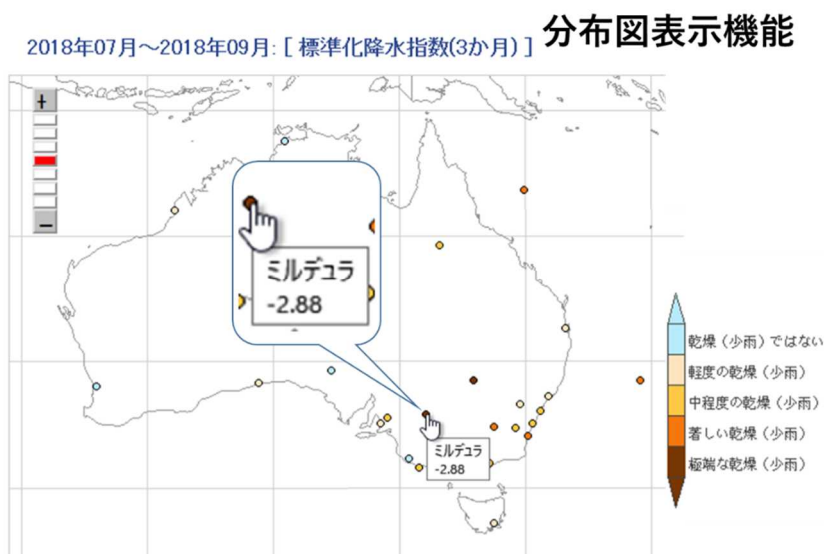 分布図表示機能
2018年07月～2018年09月: [ 標準化降水指数(3か月) ]
+
−
ミルデュラ
-2.88
ミルデュラ
-2.88
乾燥（少雨）ではない
軽度の乾燥（少雨）
中程度の乾燥（少雨）
著しい乾燥（少雨）
極端な乾燥（少雨）